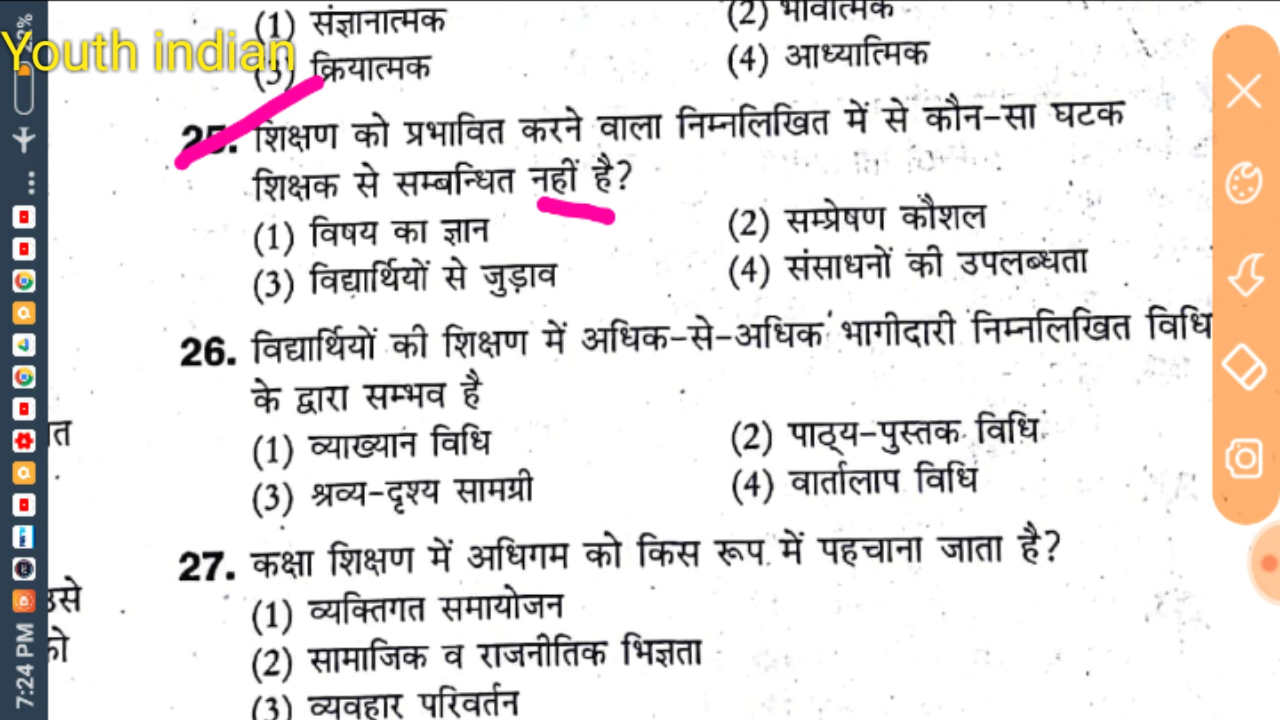 (1) संज्ञानात्मक (2) भावात्मक
Youth indian
(3) क्रियात्मक (4) आध्यात्मिक
25. शिक्षण को प्रभावित करने वाला निम्नलिखित में से कौन-सा घटक
शिक्षक से सम्बन्धित नहीं है?
(1) विषय का ज्ञान (2) सम्प्रेषण कौशल
(3) विद्यार्थियों से जुड़ाव (4) संसाधनों की उपलब्धता
26. विद्यार्थियों की शिक्षण में अधिक-से-अधिक भागीदारी निम्नलिखित विधि
के द्वारा सम्भव है
(1) व्याख्यान विधि (2) पाठ्य-पुस्तक विधि
(3) श्रव्य-दृश्य सामग्री (4) वार्तालाप विधि
27. कक्षा शिक्षण में अधिगम को किस रूप में पहचाना जाता है?
(1) व्यक्तिगत समायोजन
(2) सामाजिक व राजनीतिक भिज्ञता
(3) व्यवहार परिवर्तन
7:24 PM